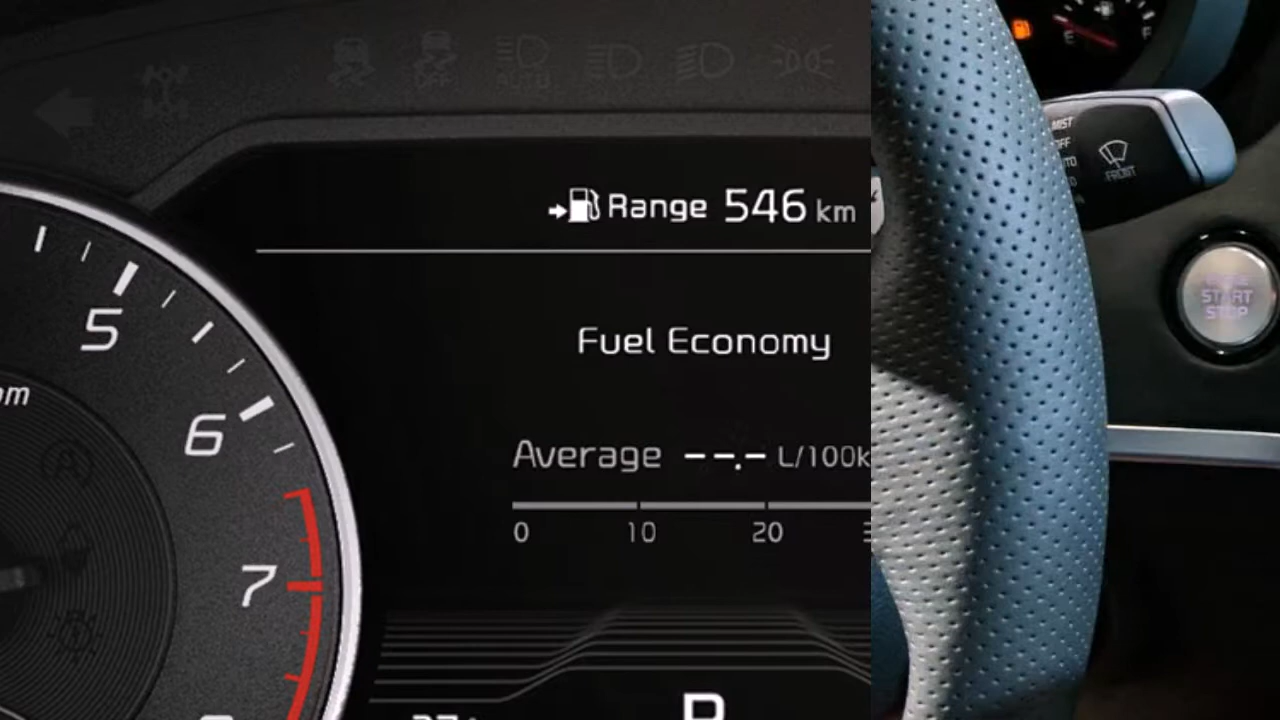 OFF
AUTO
Range 546 km
5
Fuel Economy
6
Average --.- L/100k
0 10 20
7
P
E F
MIST
OFF
FRONT
START
STOP